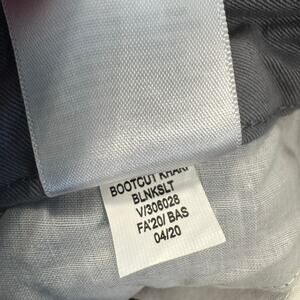 BOOTCUT KHAKI
BLNKSLT
V/306028
FA'20/ BAS
04/20